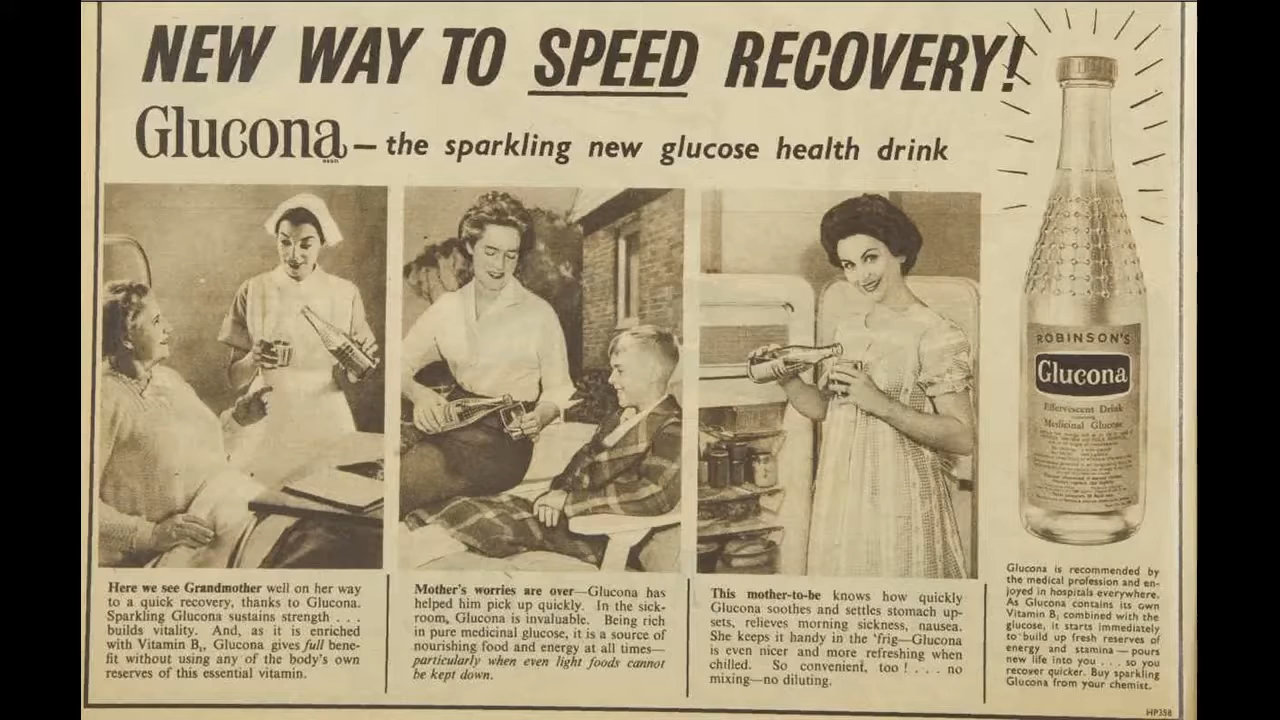 NEW WAY TO SPEED RECOVERY!
Glucona — the sparkling new glucose health drink
Here we see Grandmother well on her way
to a quick recovery, thanks to Glucona.
Sparkling Glucona sustains strength . . .
builds vitality. And, as it is enriched
with Vitamin B₁, Glucona gives full bene-
fit without using any of the body's own
reserves of this essential vitamin.
Mother's worries are over—Glucona has
helped him pick up quickly. In the sick-
room, Glucona is invaluable. Being rich
in pure medicinal glucose, it is a source of
nourishing food and energy at all times—
particularly when even light foods cannot
be kept down.
This mother-to-be knows how quickly
Glucona soothes and settles stomach up-
sets, relieves morning sickness, nausea.
She keeps it handy in the 'frig—Glucona
is even nicer and more refreshing when
chilled. So convenient, too ! . . . no
mixing—no diluting.
ROBINSON'S
Glucona
Effervescent Drink
Medicinal Glucose
Glucona is recommended by
the medical profession and en-
joyed in hospitals everywhere.
As Glucona contains its own
Vitamin B₁ combined with the
glucose, it starts immediately
to build up fresh reserves of
energy and stamina—pours
new life into you . . . so you
recover quicker. Buy sparkling
Glucona from your chemist.
HP358